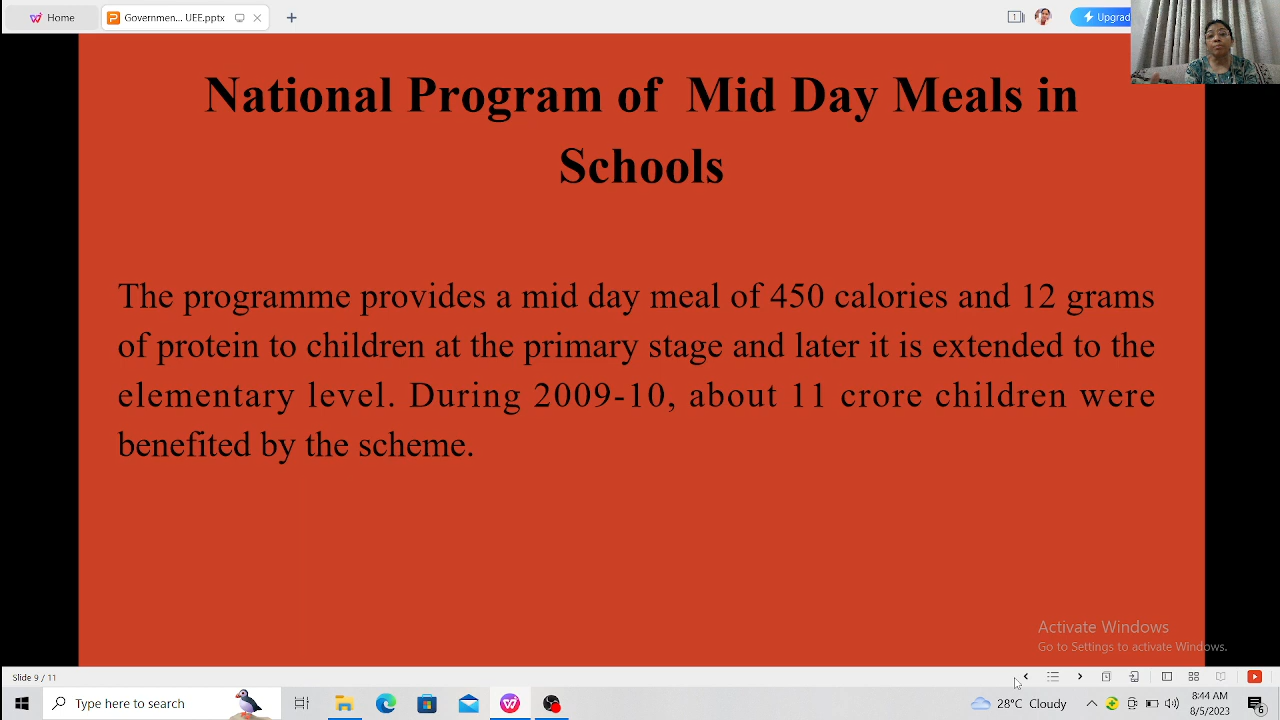 Home
Governmen... UEE.pptx
1
Upgrad
National Program of Mid Day Meals in
Schools
The programme provides a mid day meal of 450 calories and 12 grams
of protein to children at the primary stage and later it is extended to the
elementary level. During 2009-10, about 11 crore children were
benefited by the scheme.
Activate Windows
Go to Settings to activate Windows.
Slide 9 / 11
Type here to search
28°C Cloudy
8:44 AM
8/5/2023
6